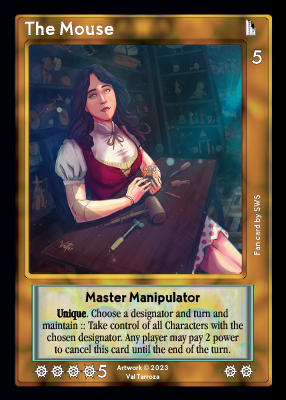 The Mouse
5
Fan card by SWS
Master Manipulator
Unique. Choose a designator and turn and
maintain :: Take control of all Characters with the
chosen designator. Any player may pay 2 power
to cancel this card until the end of the turn.
5
Artwork © 2023
Val Tarroza